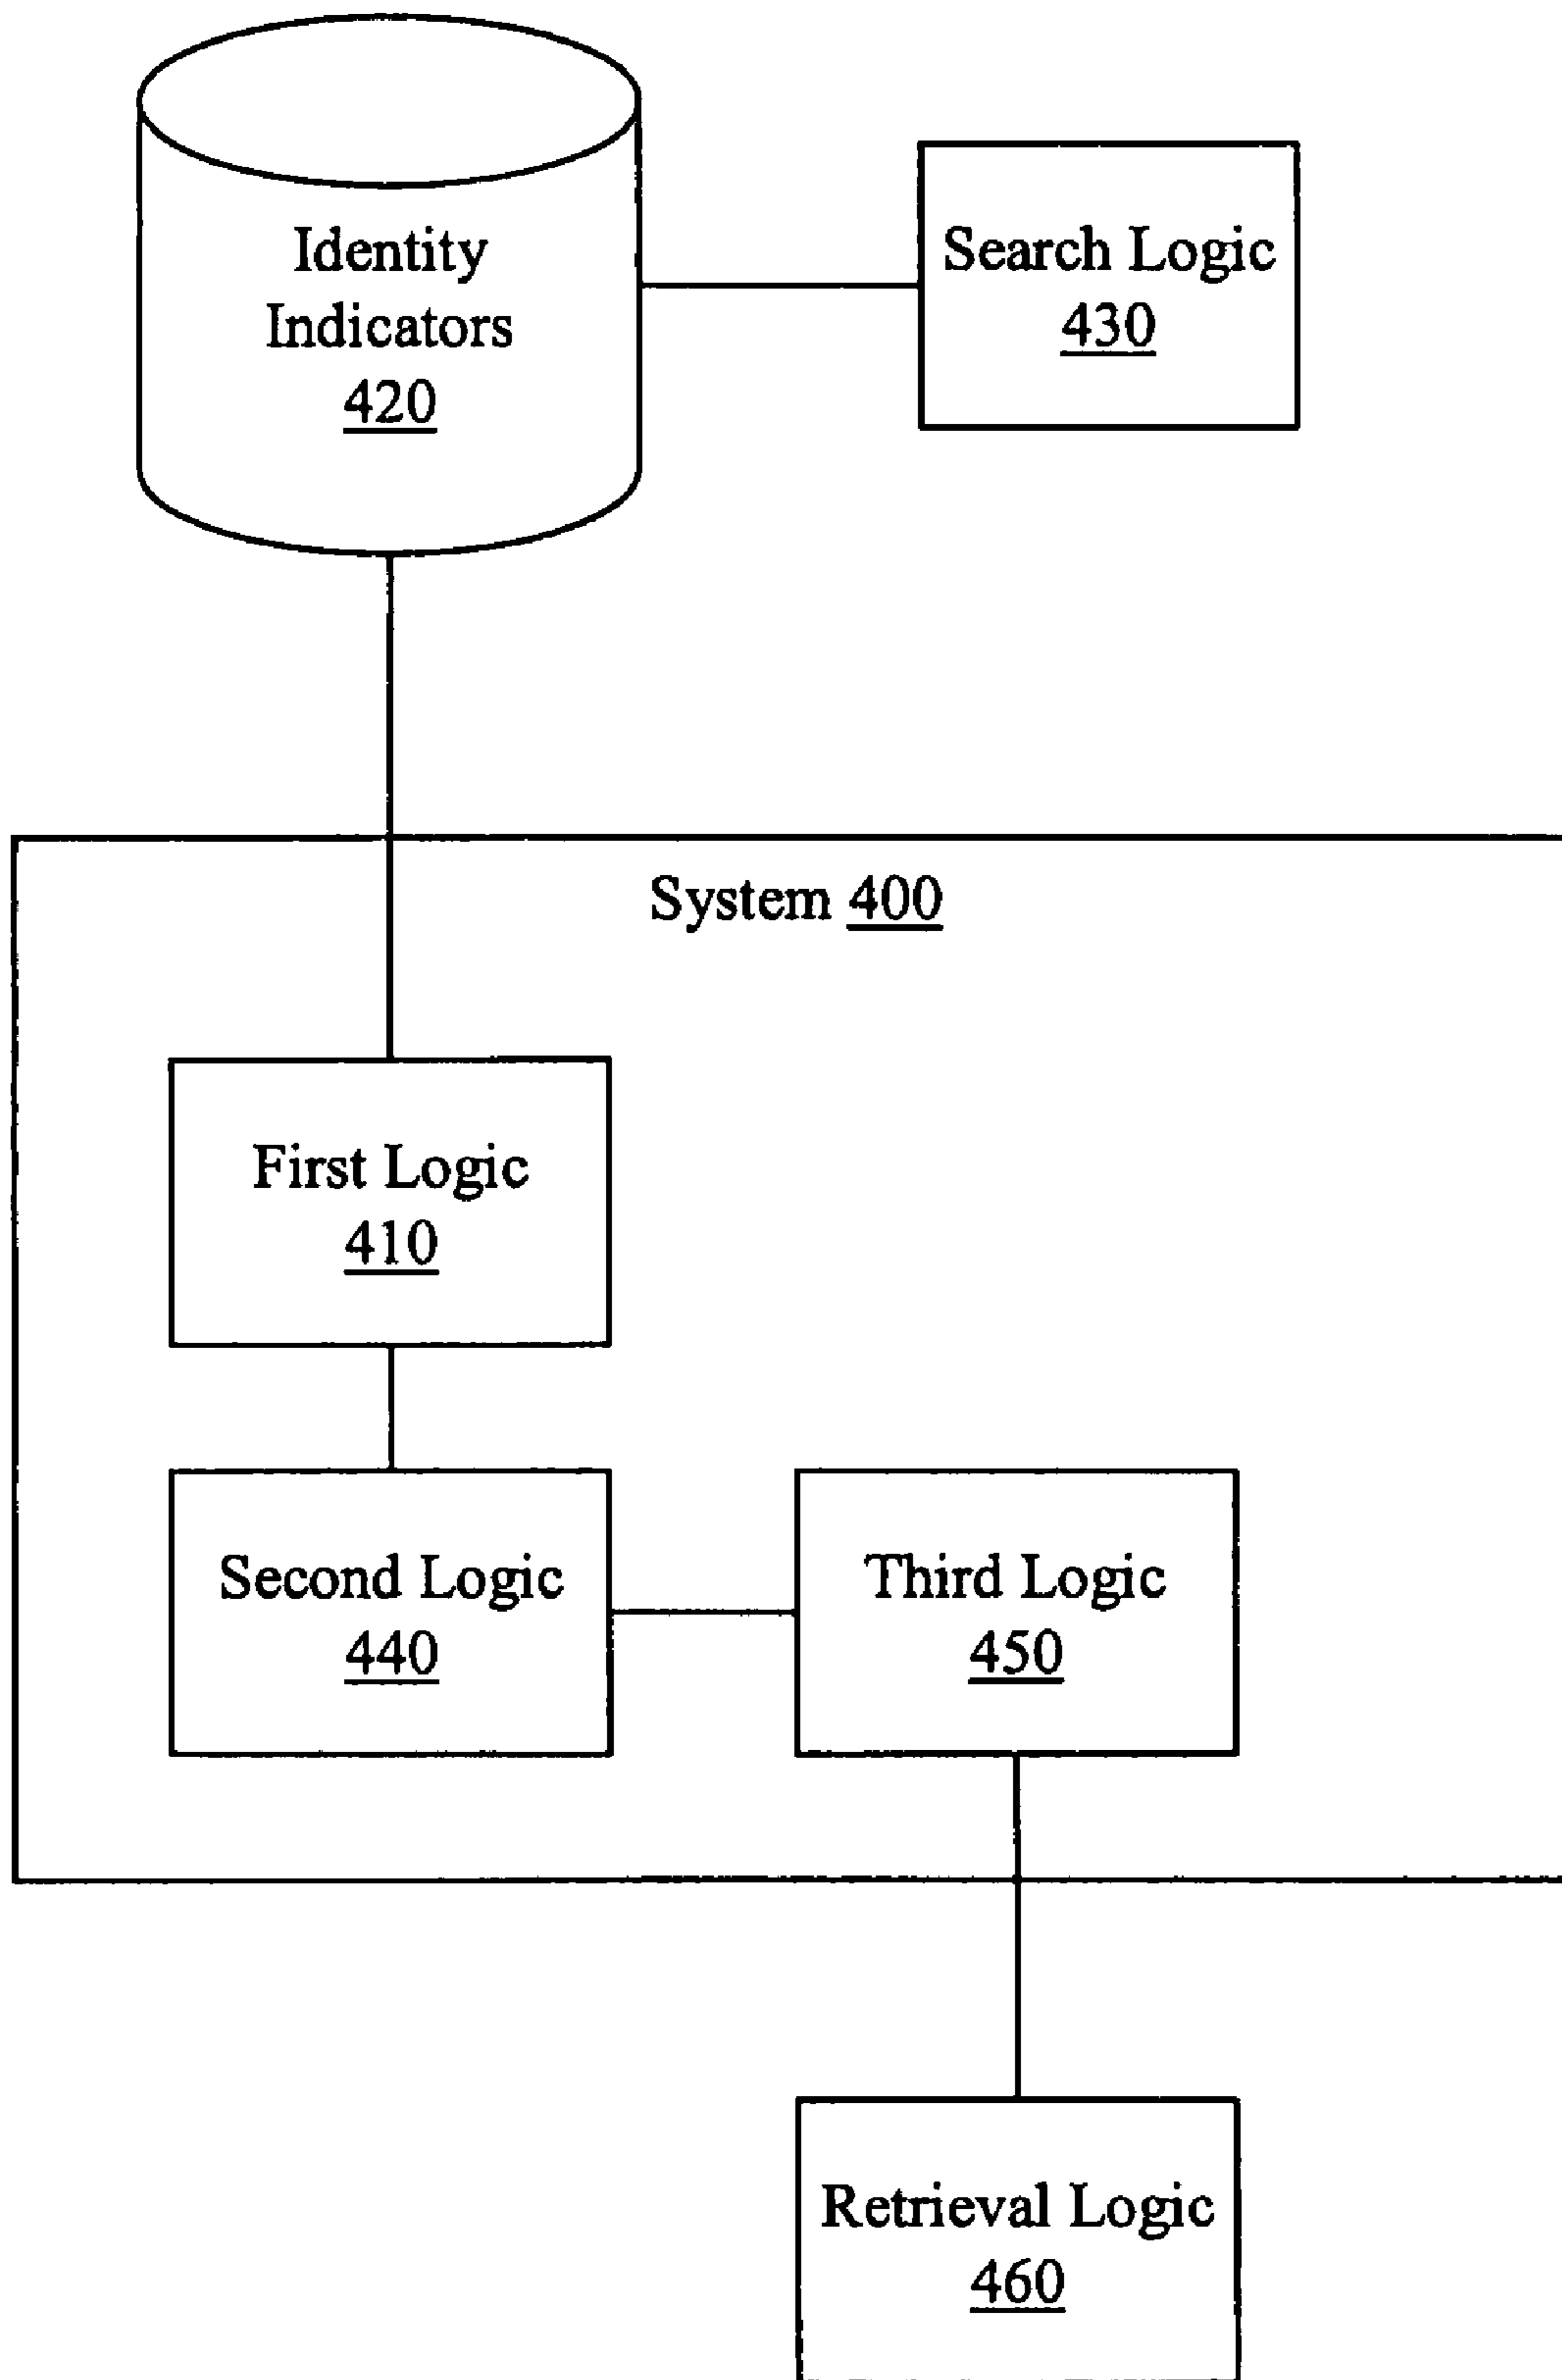 Identity
Indicators
420
Search Logic
430
System 400
First Logic
410
Second Logic
440
Third Logic
450
Retrieval Logic
460